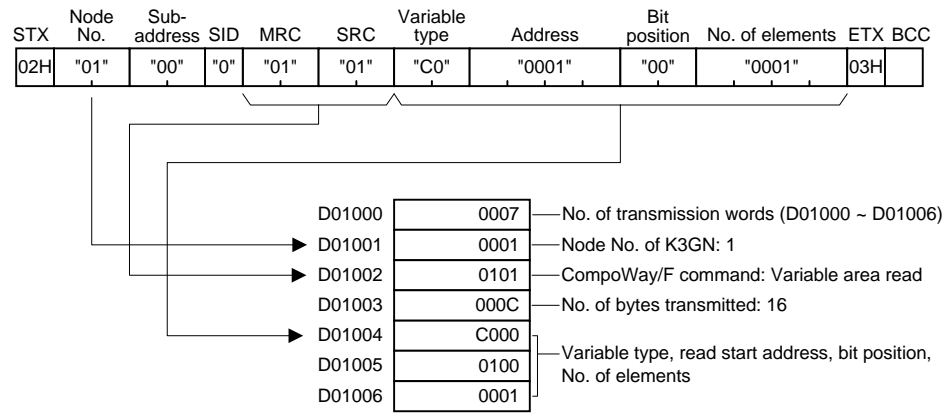 STX Node No. Sub-address SID MRC SRC Variable type Address Bit position No. of elements ETX BCC
02H "01" "00" "0" "01" "01" "C0" "0001" "00" "0001" 03H
D01000 0007 No. of transmission words (D01000 ~ D01006)
D01001 0001 Node No. of K3GN: 1
D01002 0101 CompoWay/F command: Variable area read
D01003 000C No. of bytes transmitted: 16
D01004 C000
D01005 0100
D01006 0001
Variable type, read start address, bit position,
No. of elements